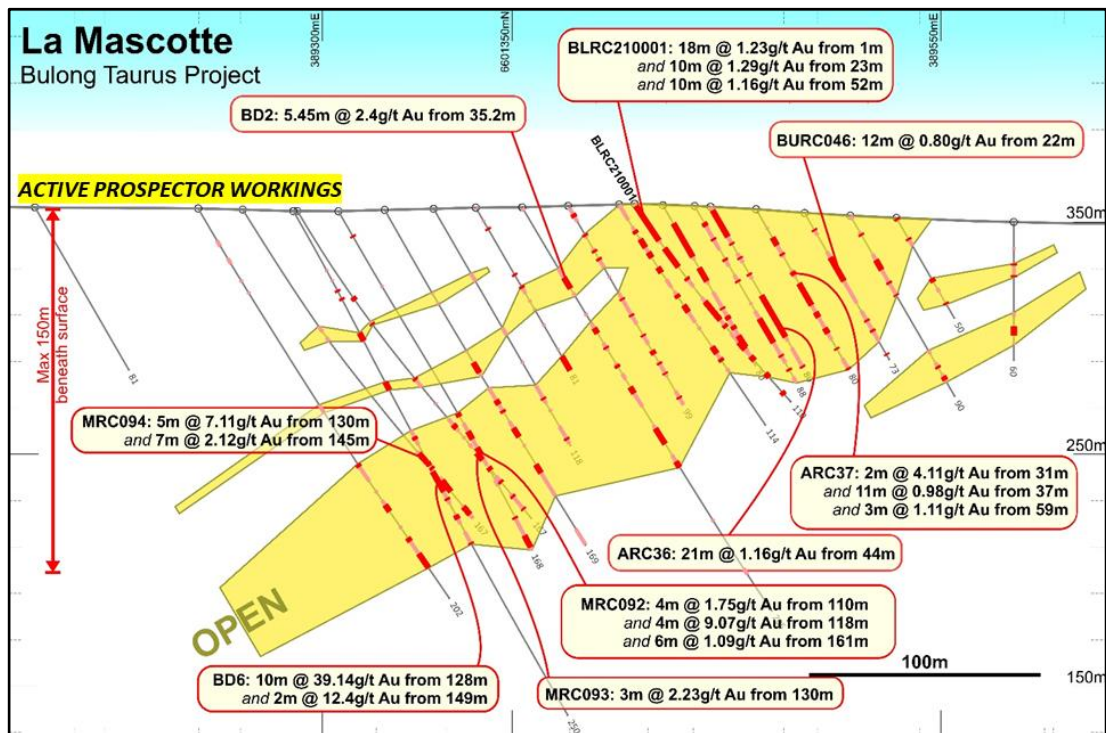 La Mascotte
Bulong Taurus Project
389300mE
6601350mN
389550mE
BLRC210001: 18m @ 1.23g/t Au from 1m
and 10m @ 1.29g/t Au from 23m
and 10m @ 1.16g/t Au from 52m
BD2: 5.45m @ 2.4g/t Au from 35.2m
BURC046: 12m @ 0.80g/t Au from 22m
BLRC210001
ACTIVE PROSPECTOR WORKINGS
350m
Max 150m
beneath surface
81
50
60
81
99
88
80
73
90
114
118
MRC094: 5m @ 7.11g/t Au from 130m
and 7m @ 2.12g/t Au from 145m
250m
ARC37: 2m @ 4.11g/t Au from 31m
and 11m @ 0.98g/t Au from 37m
and 3m @ 1.11g/t Au from 59m
167
168
169
202
ARC36: 21m @ 1.16g/t Au from 44m
MRC092: 4m @ 1.75g/t Au from 110m
and 4m @ 9.07g/t Au from 118m
and 6m @ 1.09g/t Au from 161m
OPEN
100m
150m
BD6: 10m @ 39.14g/t Au from 128m
and 2m @ 12.4g/t Au from 149m
MRC093: 3m @ 2.23g/t Au from 130m